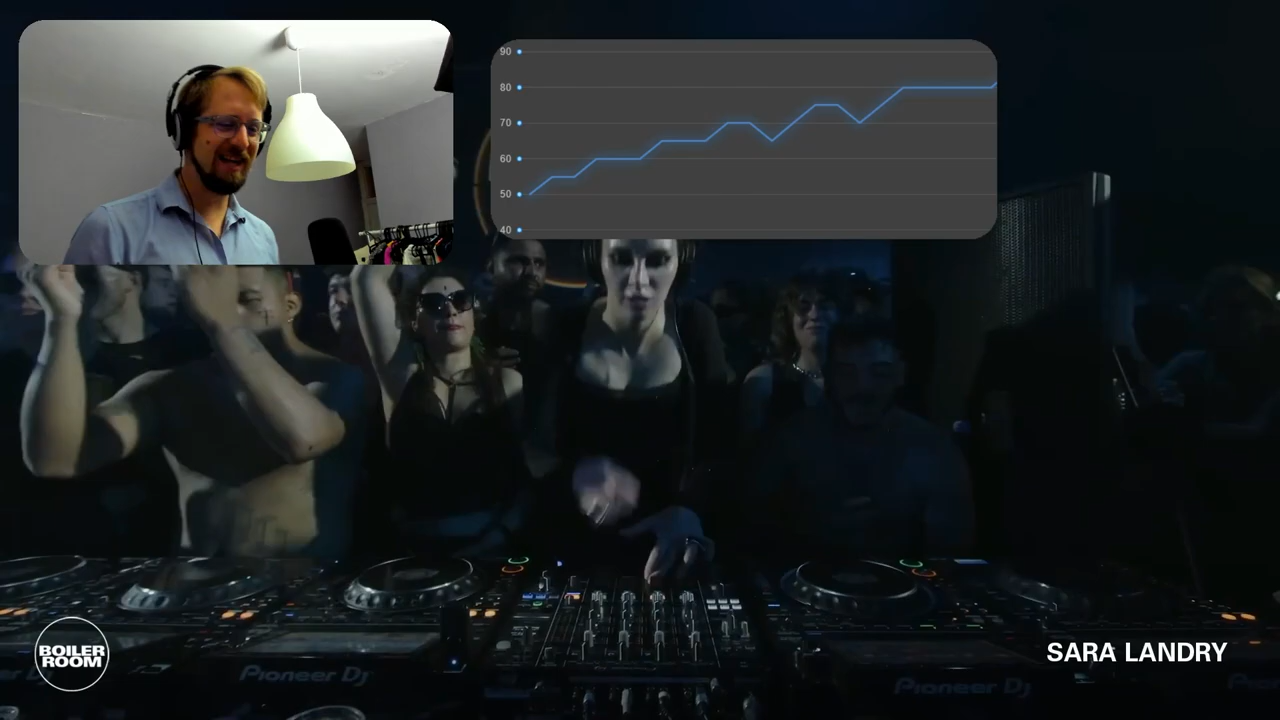 90
80
70
60
50
40
BOILER
ROOM
SARA LANDRY
Pioneer Dj
Pioneer Dj